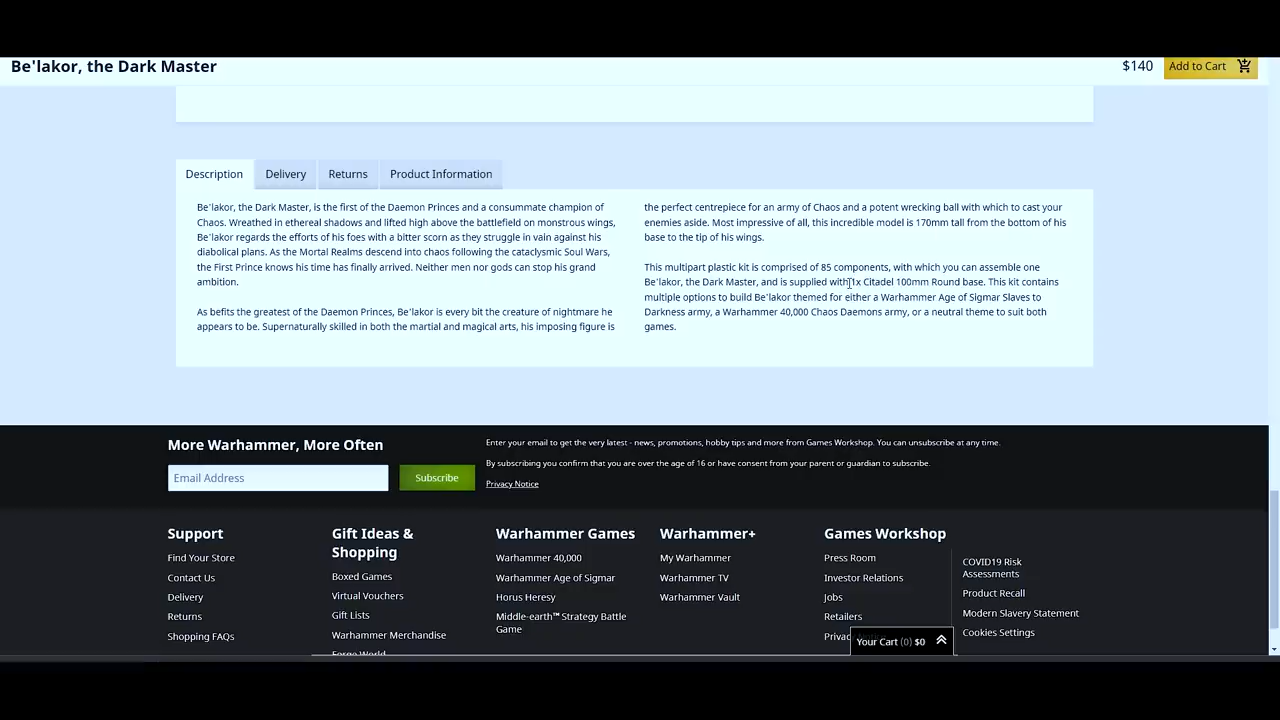 Be'lakor, the Dark Master
$140
Add to Cart
Description
Delivery
Returns
Product Information
Be'lakor, the Dark Master, is the first of the Daemon Princes and a consummate champion of
Chaos. Wreathed in ethereal shadows and lifted high above the battlefield on monstrous wings,
Be'lakor regards the efforts of his foes with a bitter scorn as they struggle in vain against his
diabolical plans. As the Mortal Realms descend into chaos following the cataclysmic Soul Wars,
the First Prince knows his time has finally arrived. Neither men nor gods can stop his grand
ambition.
As befits the greatest of the Daemon Princes, Be'lakor is every bit the creature of nightmare he
appears to be. Supernaturally skilled in both the martial and magical arts, his imposing figure is
the perfect centrepiece for an army of Chaos and a potent wrecking ball with which to cast your
enemies aside. Most impressive of all, this incredible model is 170mm tall from the bottom of his
base to the tip of his wings.
This multipart plastic kit is comprised of 85 components, with which you can assemble one
Be'lakor, the Dark Master, and is supplied with 1x Citadel 100mm Round base. This kit contains
multiple options to build Be'lakor themed for either a Warhammer Age of Sigmar Slaves to
Darkness army, a Warhammer 40,000 Chaos Daemons army, or a neutral theme to suit both
games.
More Warhammer, More Often
Email Address
Subscribe
Enter your email to get the very latest - news, promotions, hobby tips and more from Games Workshop. You can unsubscribe at any time.
By subscribing you confirm that you are over the age of 16 or have consent from your parent or guardian to subscribe.
Privacy Notice
Support
Find Your Store
Contact Us
Delivery
Returns
Shopping FAQs
Gift Ideas &
Shopping
Boxed Games
Virtual Vouchers
Gift Lists
Warhammer Merchandise
Forge World
Warhammer Games
Warhammer 40,000
Warhammer Age of Sigmar
Horus Heresy
Middle-earth™ Strategy Battle
Game
Warhammer+
My Warhammer
Warhammer TV
Warhammer Vault
Games Workshop
Press Room
Investor Relations
Jobs
Retailers
COVID19 Risk
Assessments
Product Recall
Modern Slavery Statement
Cookies Settings
Your Cart (0) $0